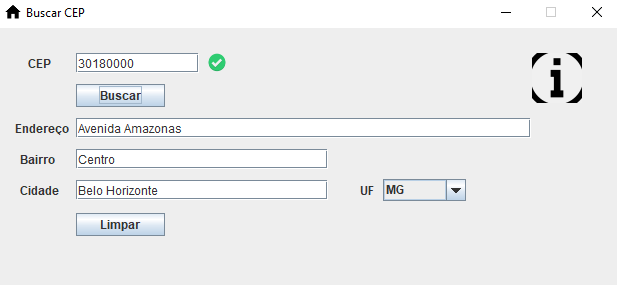 Buscar CEP
CEP 30180000
Buscar
Endereço Avenida Amazonas
Bairro Centro
Cidade Belo Horizonte UF MG
Limpar